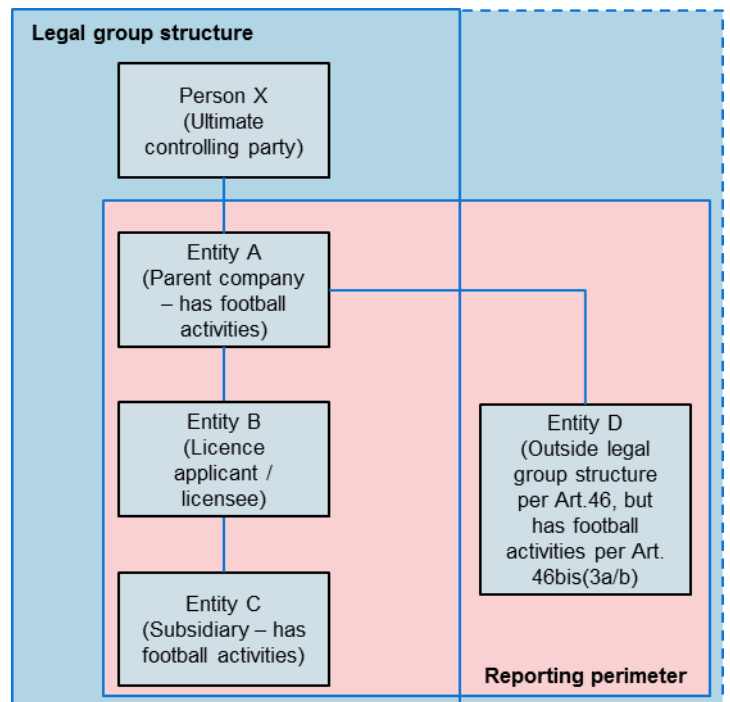 Legal group structure
Person X
(Ultimate
controlling party)
Entity A
(Parent company
– has football
activities)
Entity B
(Licence
applicant /
licensee)
Entity C
(Subsidiary – has
football activities)
Entity D
(Outside legal
group structure
per Art.46, but
has football
activities per Art.
46bis(3a/b)
Reporting perimeter